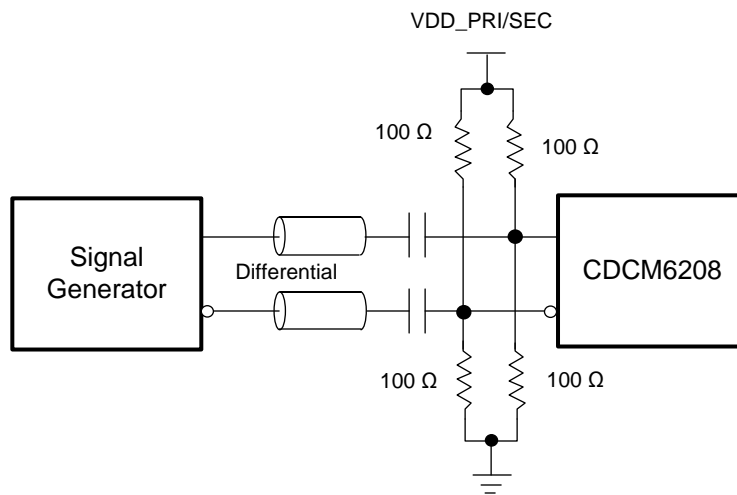 VDD_PRI/SEC
100 Ω
100 Ω
Signal
Generator
Differential
CDCM6208
100 Ω
100 Ω